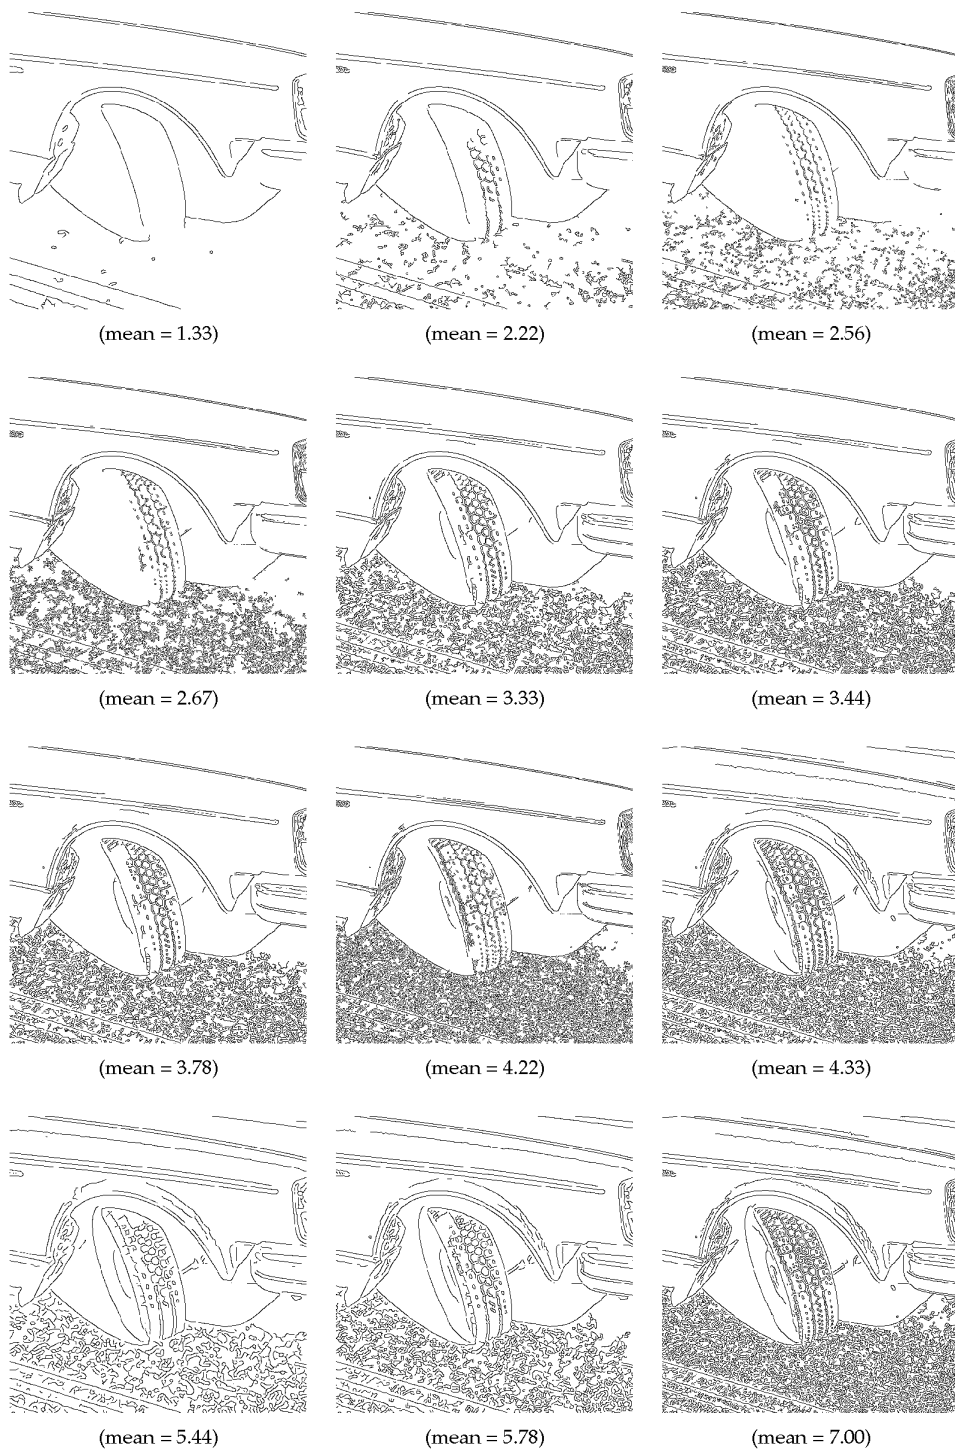 (mean = 1.33)
(mean = 2.22)
(mean = 2.56)
(mean = 2.67)
(mean = 3.33)
(mean = 3.44)
(mean = 3.78)
(mean = 4.22)
(mean = 4.33)
(mean = 5.44)
(mean = 5.78)
(mean = 7.00)